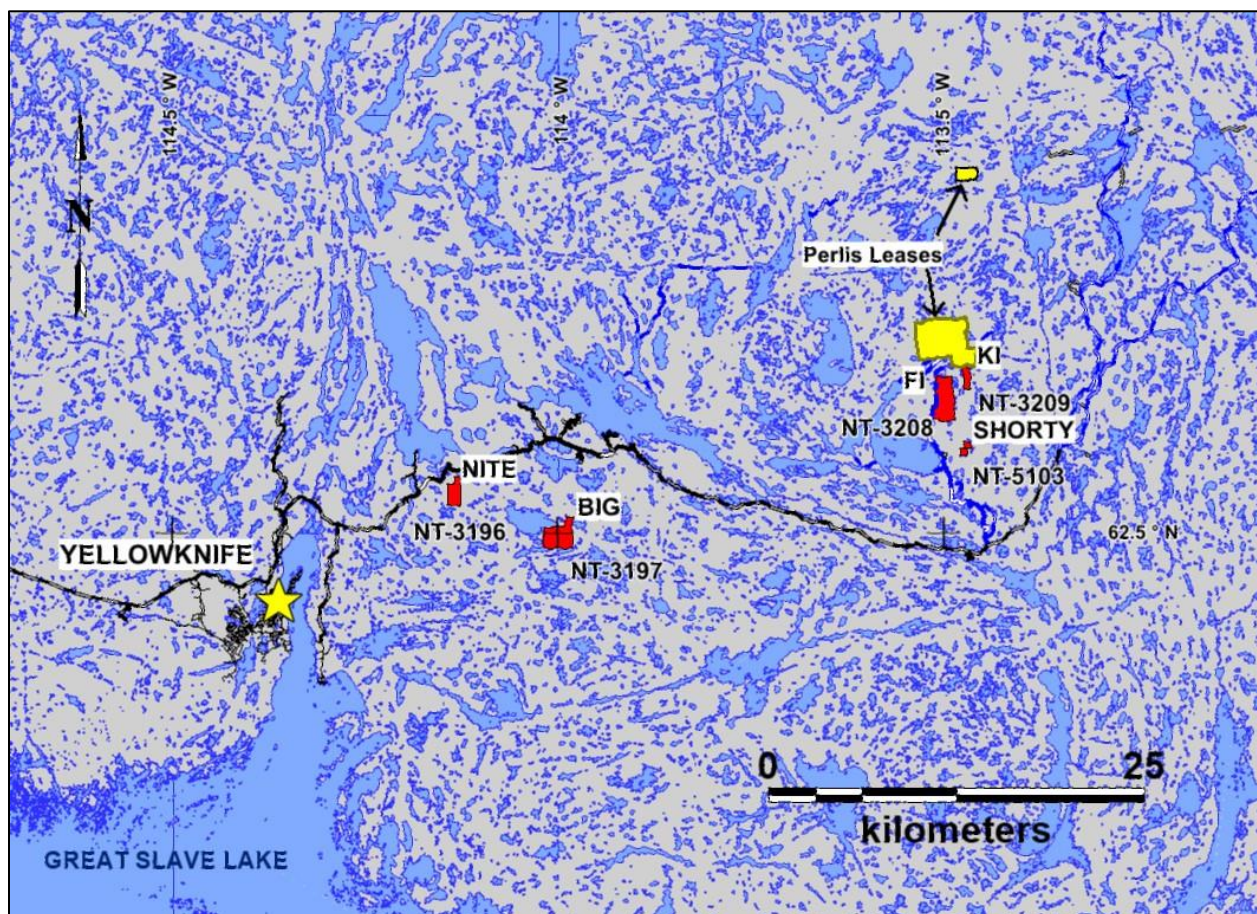 114.5° W
114° W
113.5° W
N
Perlis Leases
KI
FI
NT-3209
NT-3208
SHORTY
NITE
NT-5103
BIG
NT-3196
62.5° N
YELLOWKNIFE
NT-3197
0 25
kilometers
GREAT SLAVE LAKE